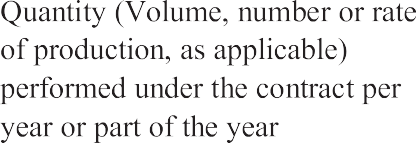 Quantity (Volume, number or rate
of production, as applicable)
performed under the contract per
year or part of the year